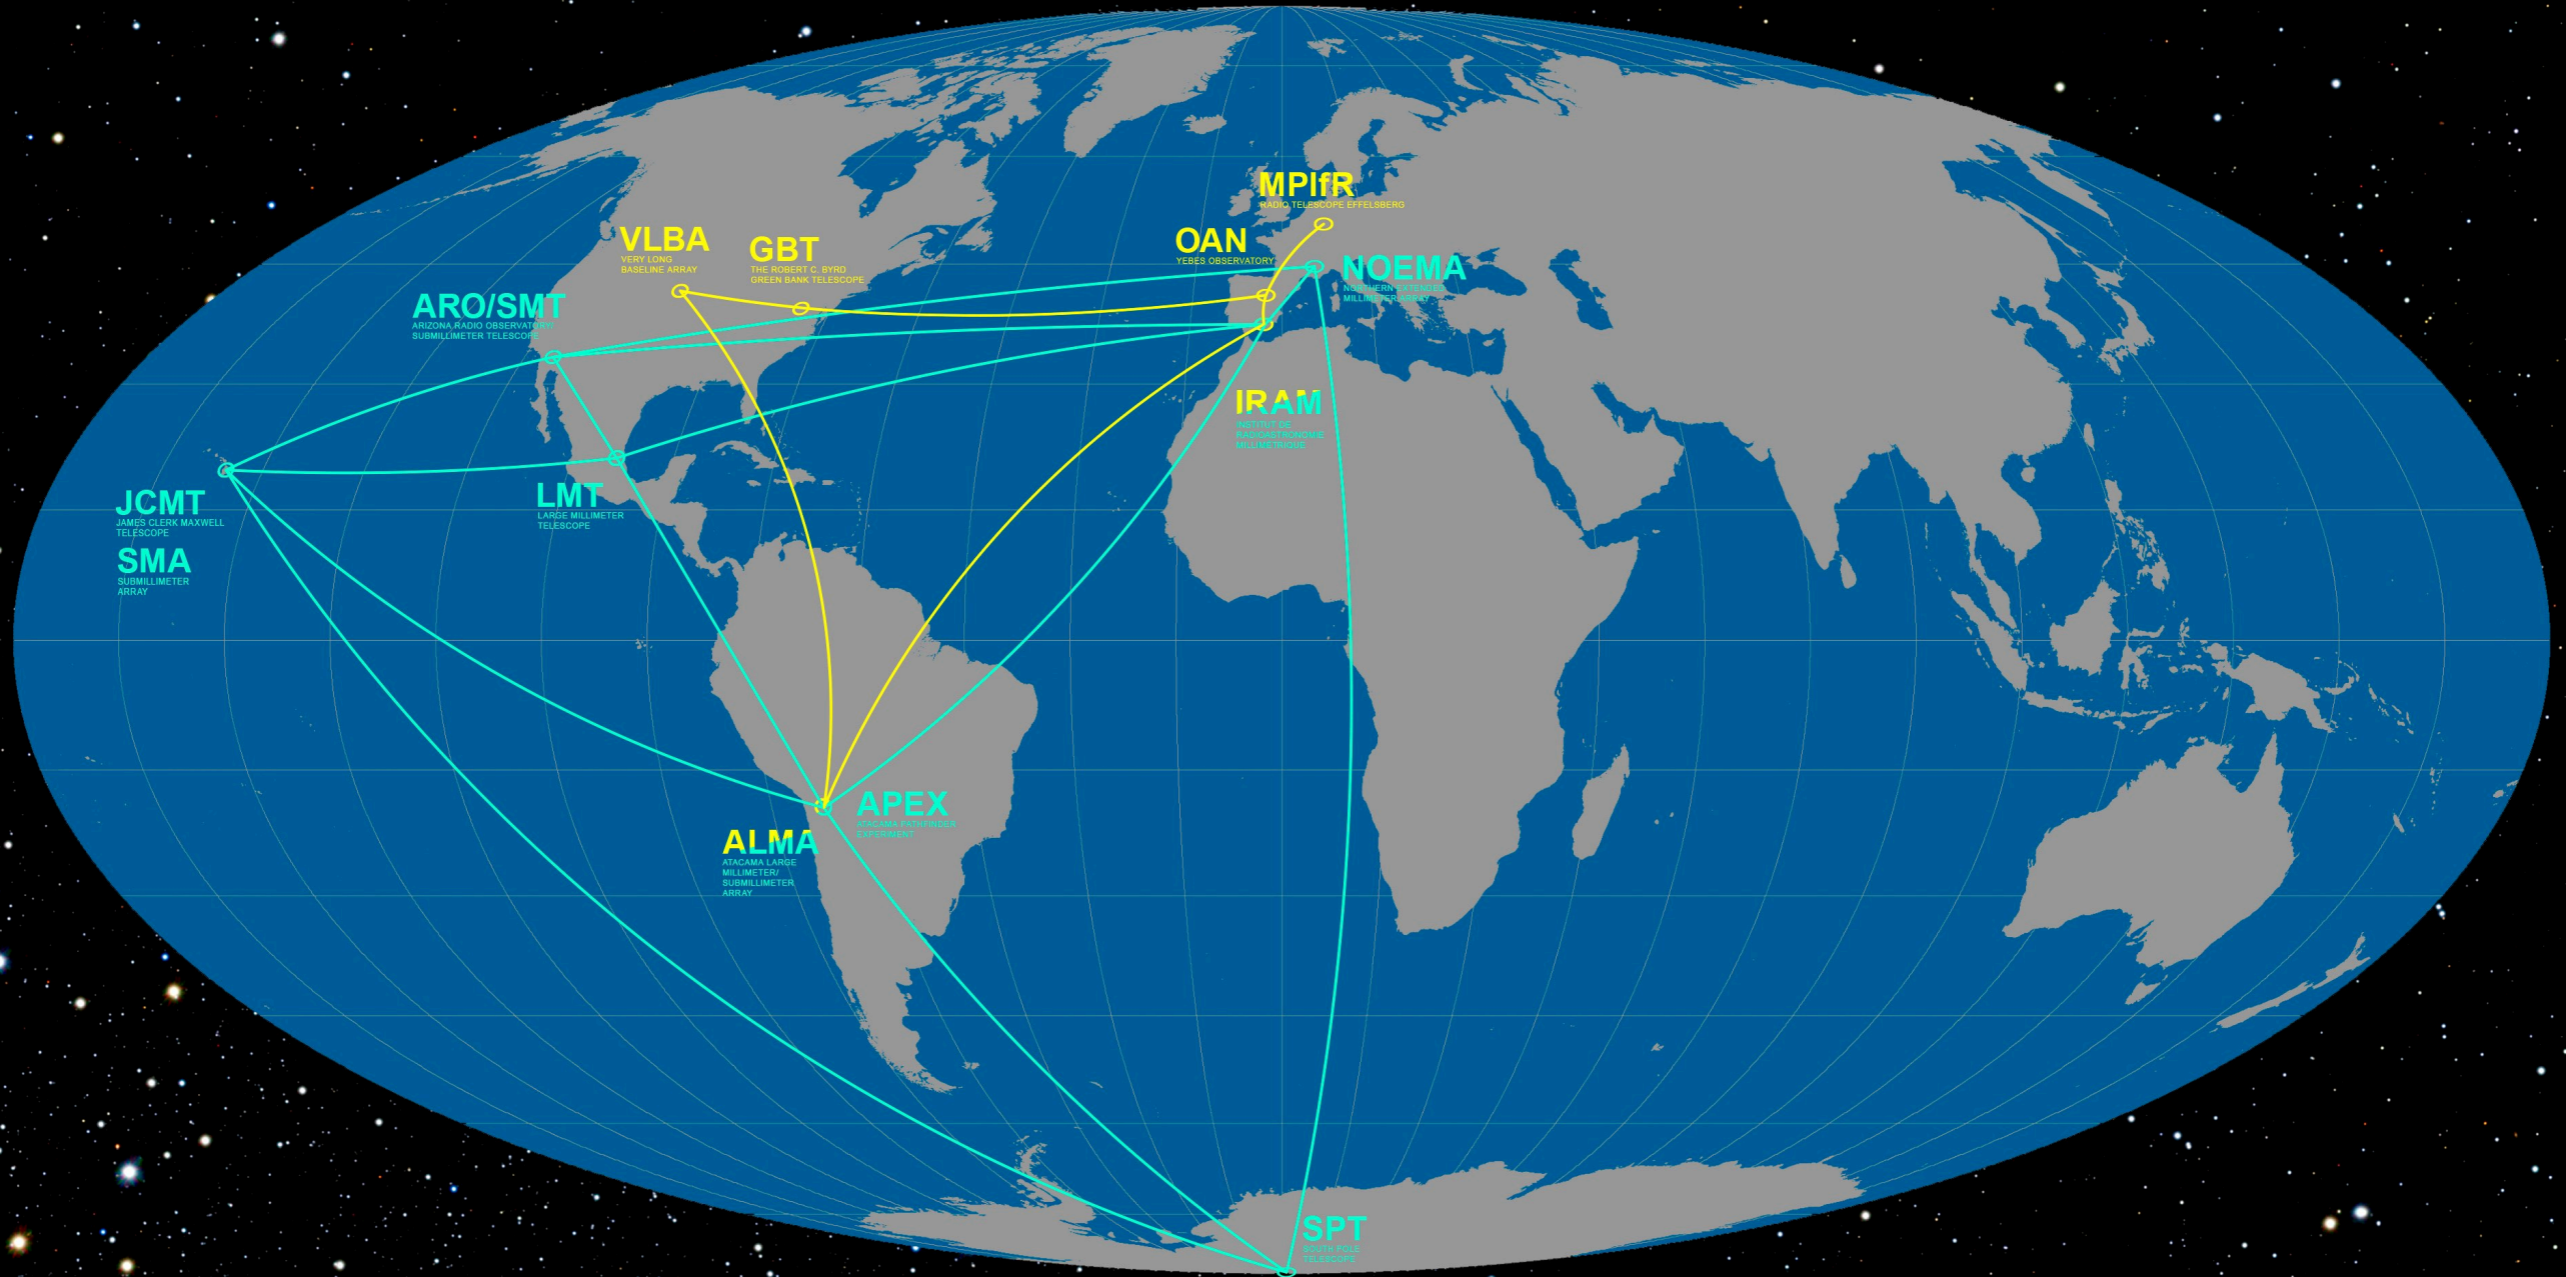 MPIfR
RADIO TELESCOPE EFFELSBERG
VLBA
VERY LONG
BASELINE ARRAY
GBT
THE ROBERT C. BYRD
GREEN BANK TELESCOPE
OAN
YEBES OBSERVATORY
NOEMA
NORTHERN EXTENDED
MILLIMETER ARRAY
ARO/SMT
ARIZONA RADIO OBSERVATORY/
SUBMILLIMETER TELESCOPE
IRAM
INSTITUT DE
RADIOASTRONOMIE
MILLIMETRIQUE
JCMT
JAMES CLERK MAXWELL
TELESCOPE
SMA
SUBMILLIMETER
ARRAY
LMT
LARGE MILLIMETER
TELESCOPE
APEX
ATACAMA PATHFINDER
EXPERIMENT
ALMA
ATACAMA LARGE
MILLIMETER/
SUBMILLIMETER
ARRAY
SPT
SOUTH POLE
TELESCOPE